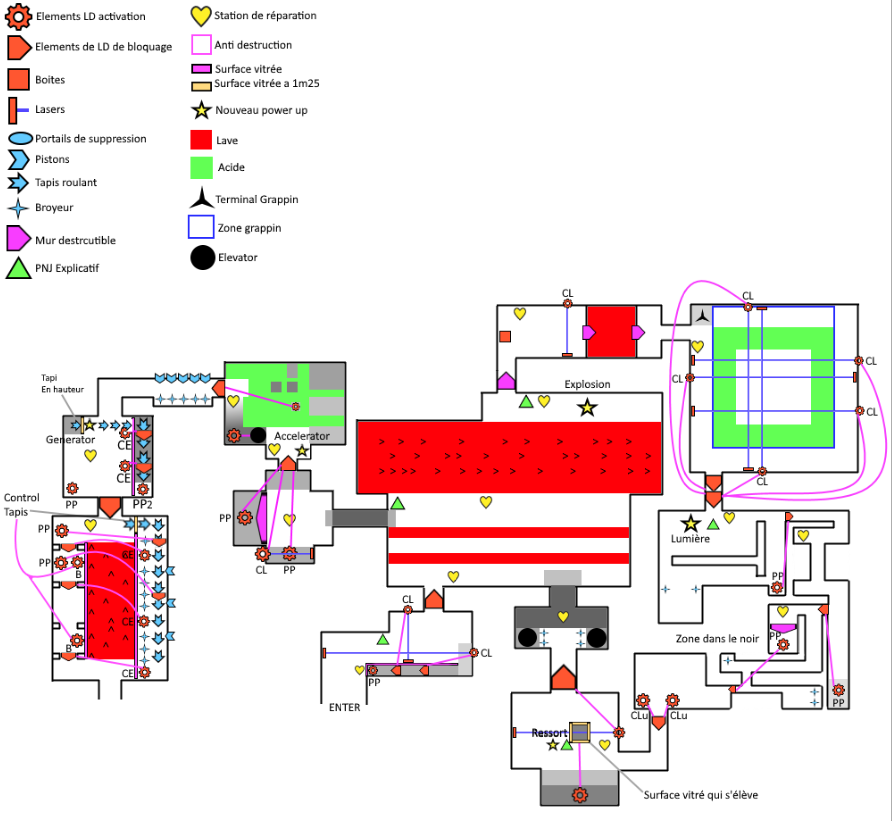 Elements LD activation
Elements de LD de bloquage
Boites
Lasers
Portails de suppression
Pistons
Tapis roulant
Broyeur
Mur destrcutible
PNJ Explicatif
Station de réparation
Anti destruction
Surface vitrée
Surface vitrée a 1m25
Nouveau power up
Lave
Acide
Terminal Grappin
Zone grappin
Elevator
CL
CL
Tapi
En hauteur
Explosion
CL
CL
CL
Generator
CE
Accelerator
CE
CL
PP
PP2
Control
Tapis
PP
PP
Lumière
PP
CE
PP
B
CL
PP
PP
CL
CE
Zone dans le noir
PP
B
CL
CE
PP
PP
ENTER
CLu
CLu
Ressort
Surface vitré qui s'élève